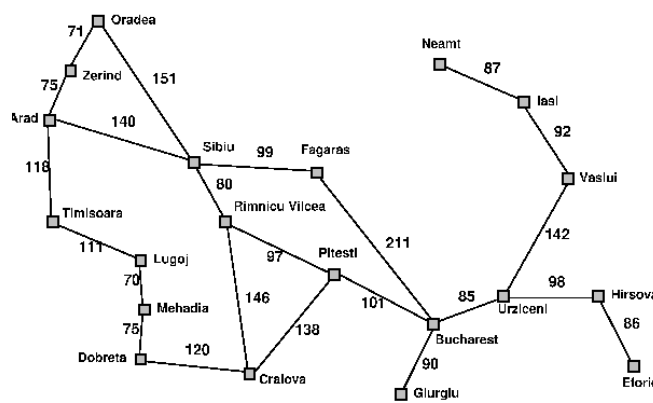 71
Oradea
Neamt
87
75
Zerind
151
Iasi
Arad
140
92
Sibiu
99
Fagaras
118
80
Vaslui
Timisoara
Rimnicu Vilcea
111
Lugoj
97
Pitesti
211
142
70
98
Hirsova
146
101
85
Urziceni
Mehadia
138
86
75
Bucharest
120
90
Dobreta
Craiova
Eforie
Giurgiu